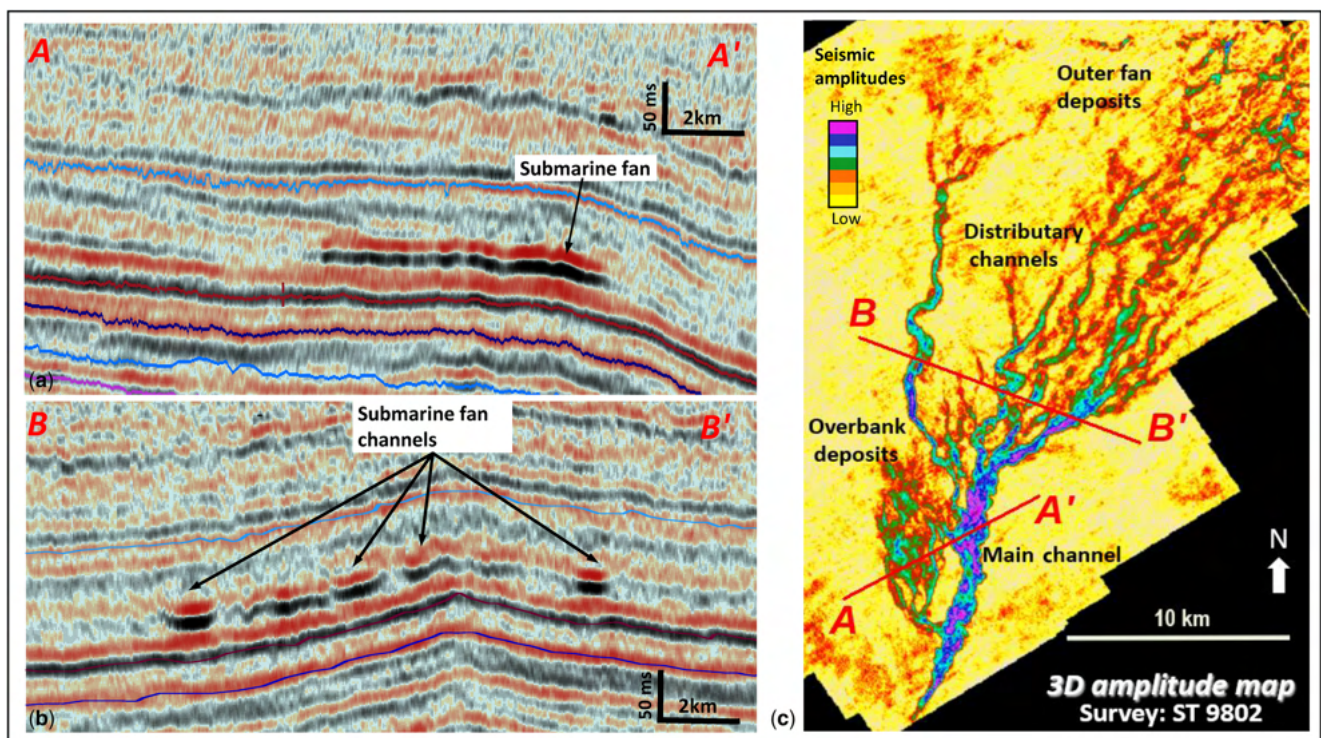 A
A'
50 ms
2km
Submarine fan
(a)
B
B'
Submarine fan
channels
50 ms
2km
(b)
Seismic
amplitudes
High
Low
Outer fan
deposits
Distributary
channels
B
B'
Overbank
deposits
A'
A
Main channel
N
10 km
3D amplitude map
Survey: ST 9802
(c)